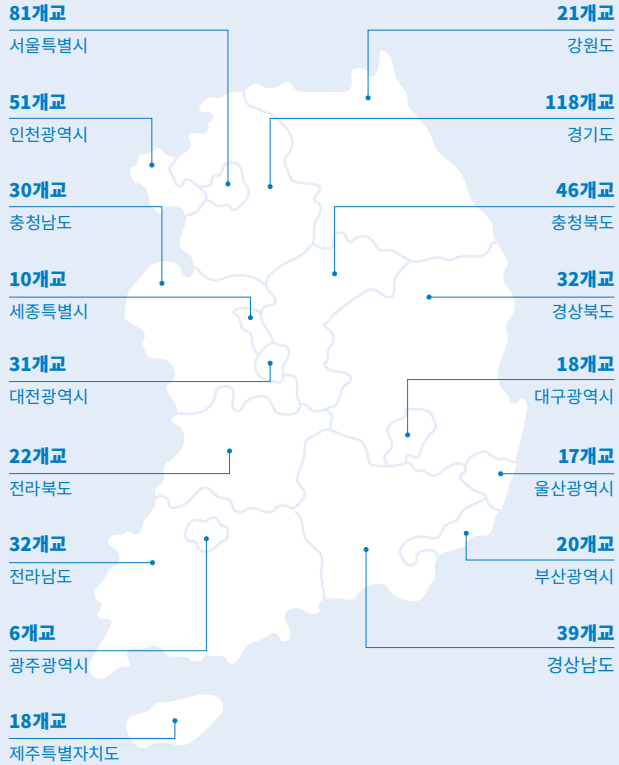 81개교
서울특별시
51개교
인천광역시
30개교
충청남도
10개교
세종특별시
31개교
대전광역시
22개교
전라북도
32개교
전라남도
6개교
광주광역시
18개교
제주특별자치도
21개교
강원도
118개교
경기도
46개교
충청북도
32개교
경상북도
18개교
대구광역시
17개교
울산광역시
20개교
부산광역시
39개교
경상남도